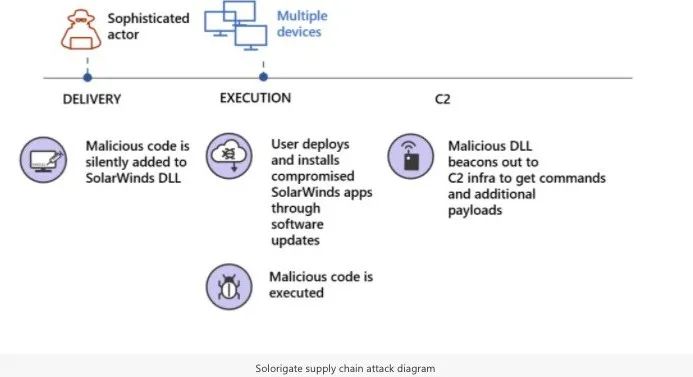 Sophisticated
actor
Multiple
devices
DELIVERY
EXECUTION
C2
Malicious code is
silently added to
SolarWinds DLL
User deploys
and installs
compromised
SolarWinds apps
through
software
updates
Malicious code is
executed
Malicious DLL
beacons out to
C2 infra to get commands
and additional
payloads
Solorigate supply chain attack diagram